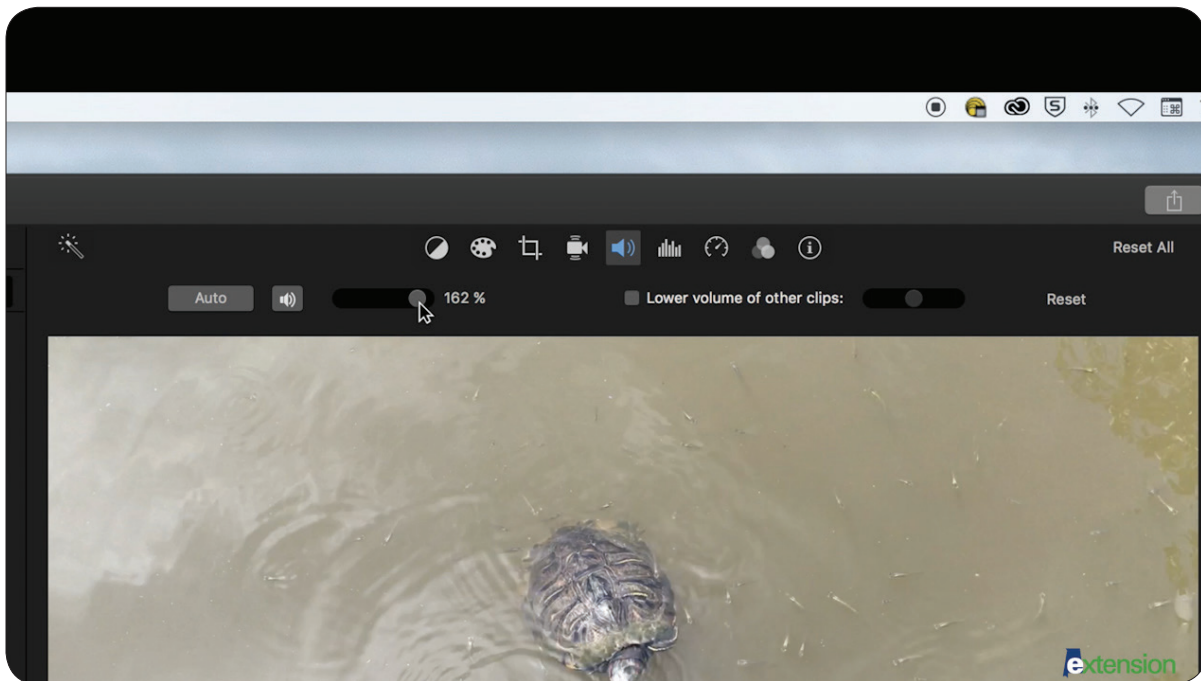 Reset All
Auto
162 %
Lower volume of other clips:
Reset
extension